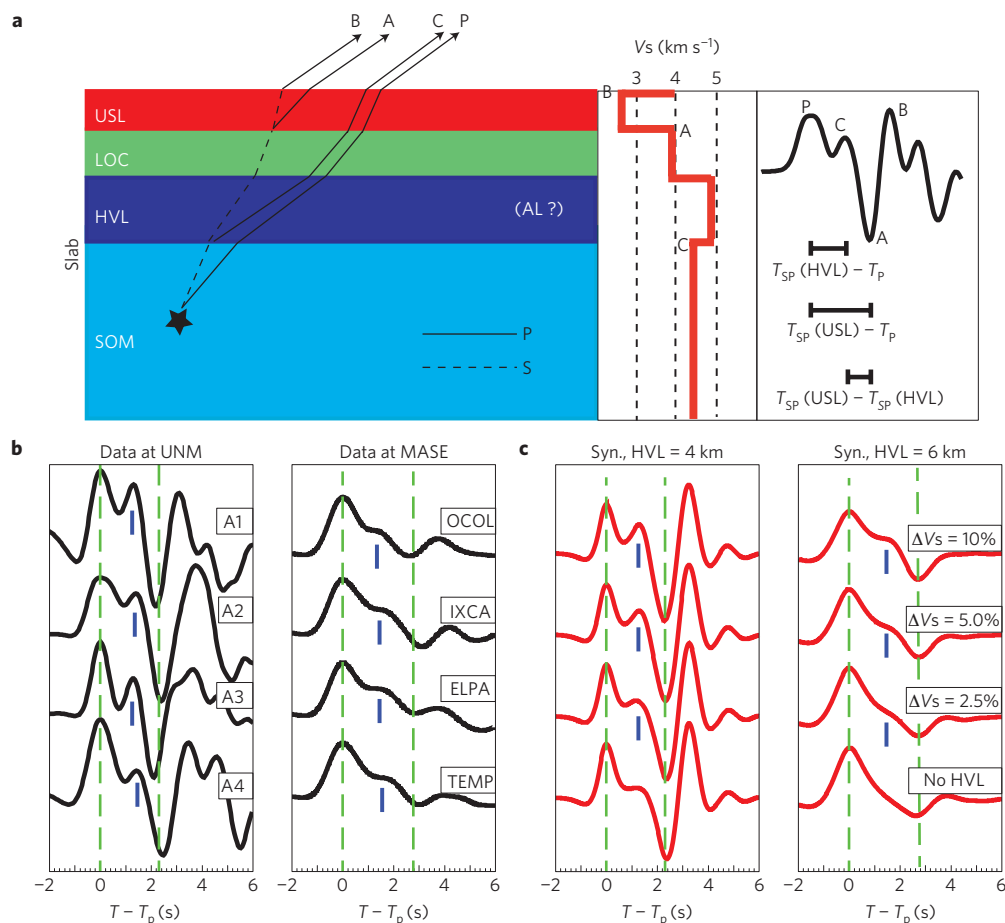 a
B A C P
Vs (km s⁻¹)
3 4 5
USL
LOC
HVL
(AL ?)
SOM
Slab
P
S
B
A
C
P
C
B
A
T_SP (HVL) – T_P
T_SP (USL) – T_P
T_SP (USL) – T_SP (HVL)
b
Data at UNM
A1
A2
A3
A4
–2 0 2 4 6
T – T_p (s)
Data at MASE
OCOL
IXCA
ELPA
TEMP
–2 0 2 4 6
T – T_p (s)
c
Syn., HVL = 4 km
–2 0 2 4 6
T – T_p (s)
Syn., HVL = 6 km
ΔVs = 10%
ΔVs = 5.0%
ΔVs = 2.5%
No HVL
–2 0 2 4 6
T – T_p (s)